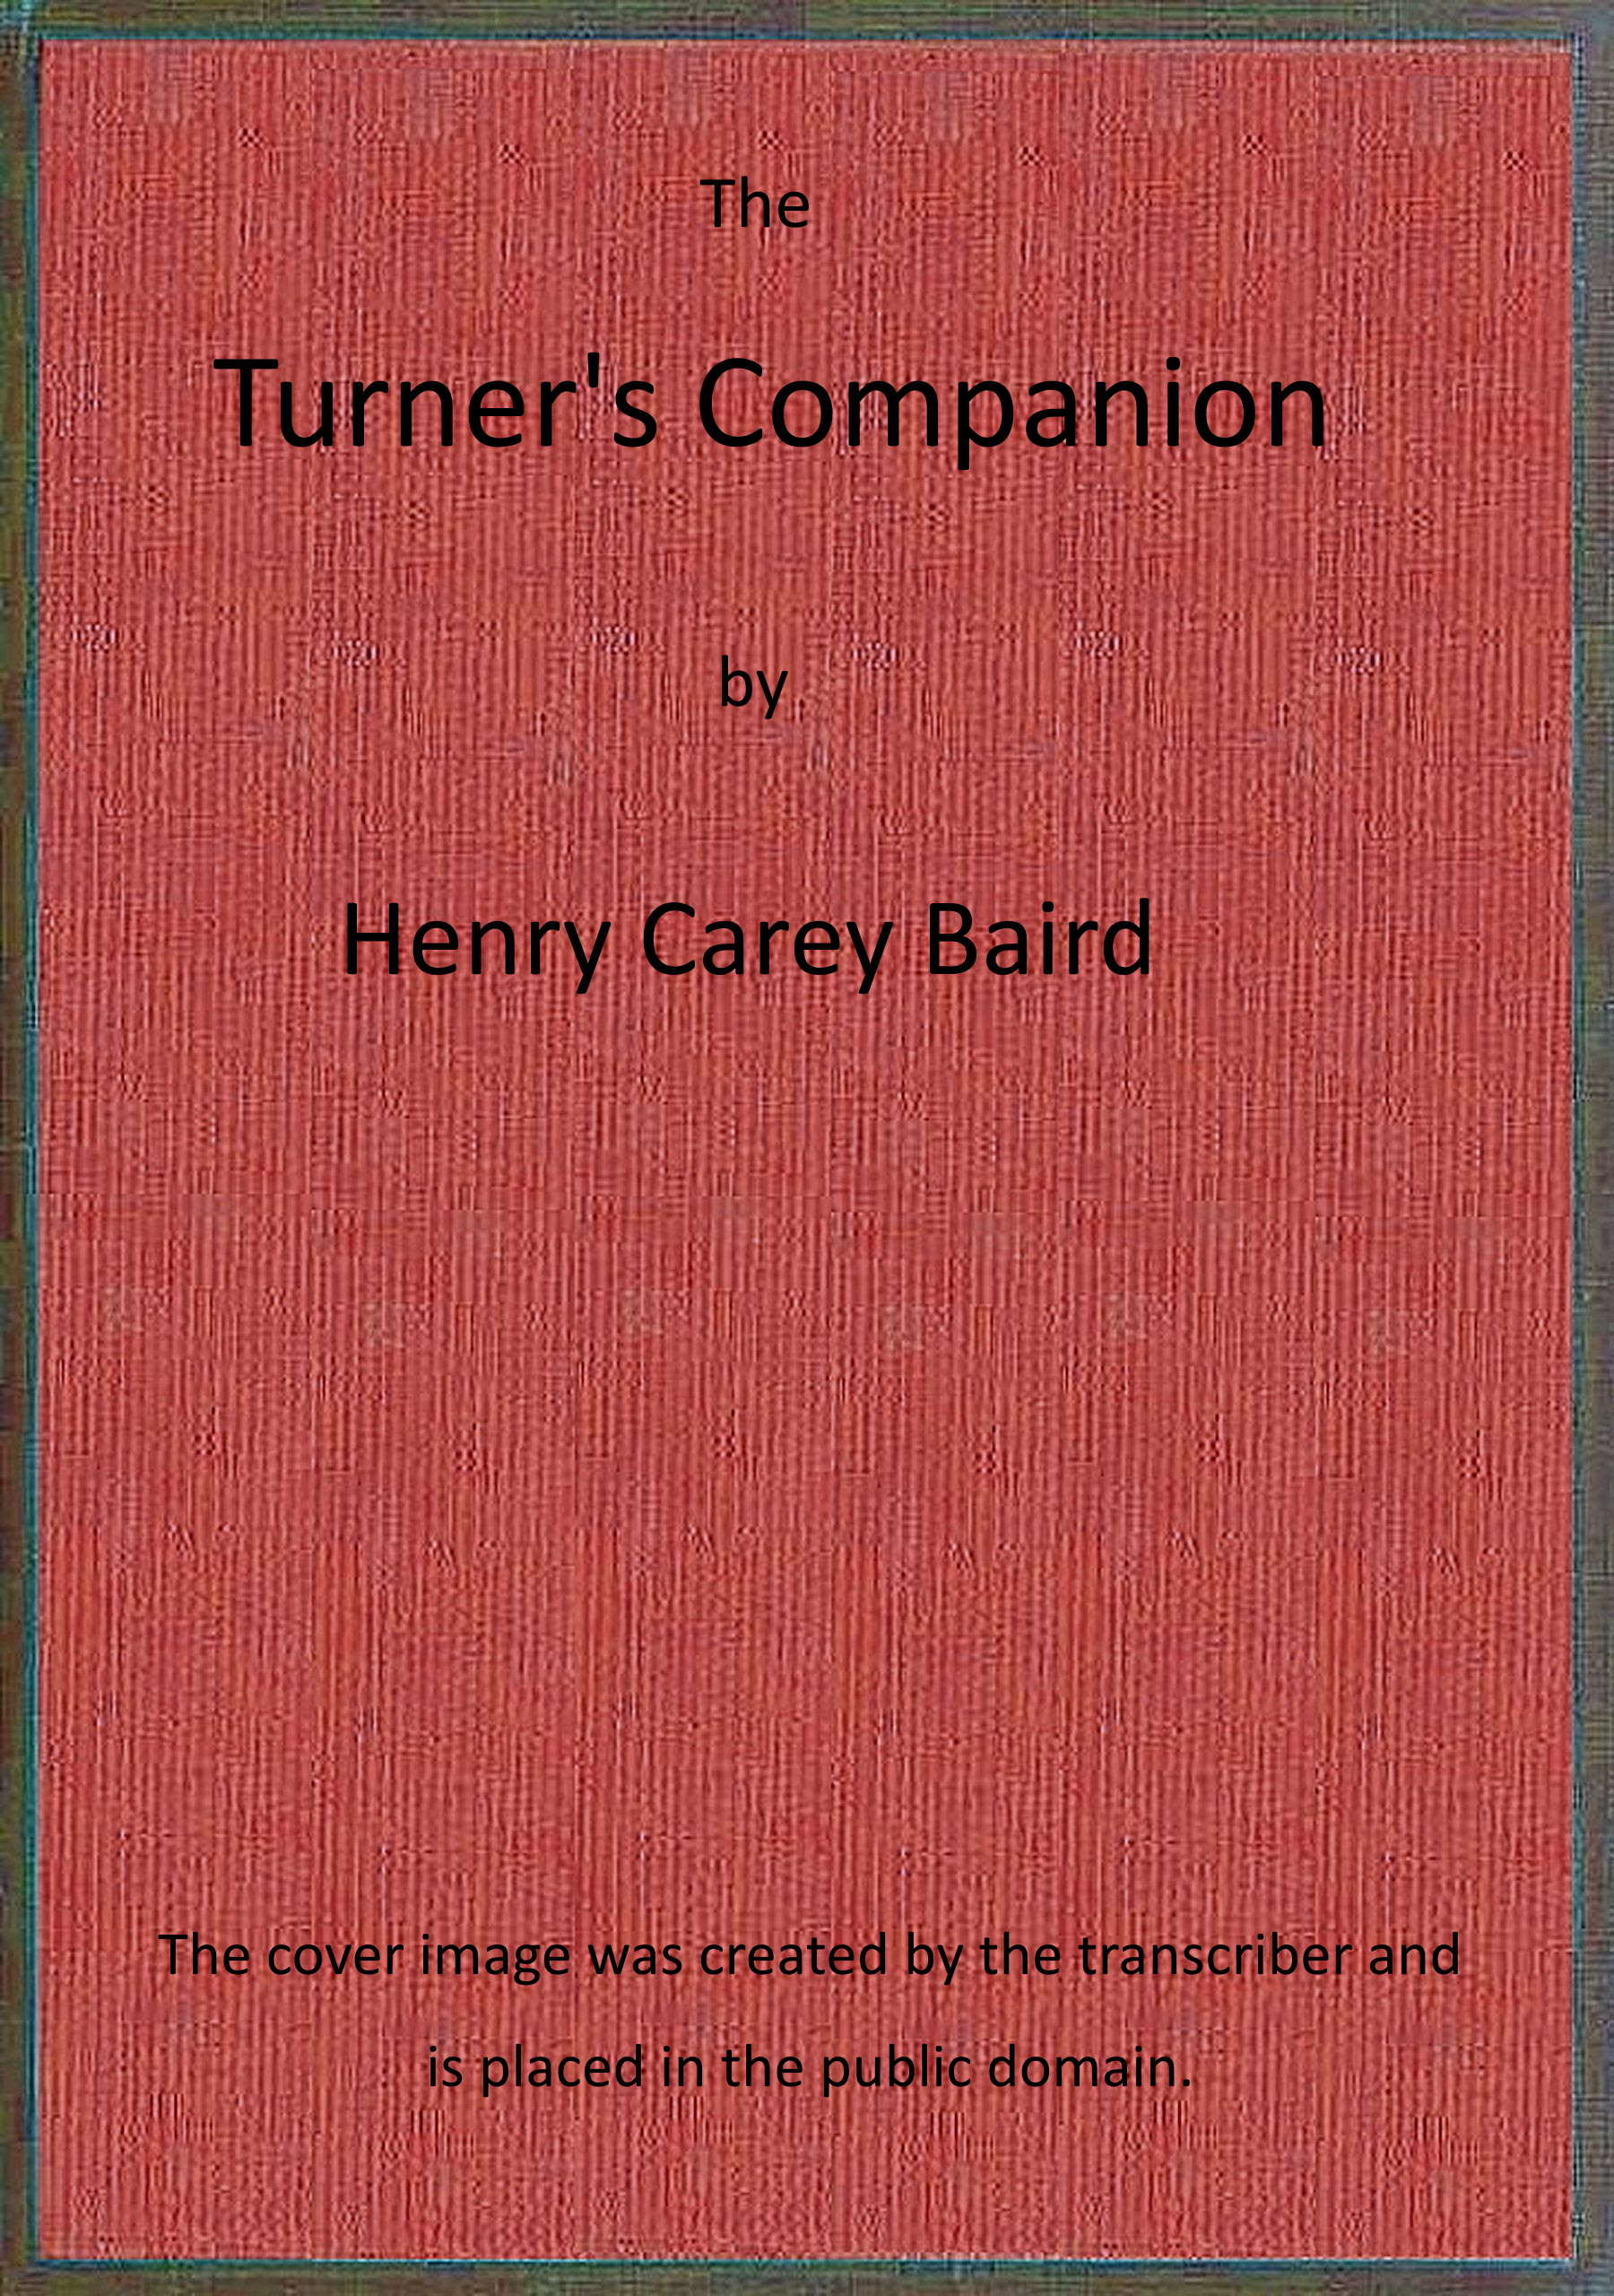 The
Turner's Companion
by
Henry Carey Baird
The cover image was created by the transcriber and
is placed in the public domain.